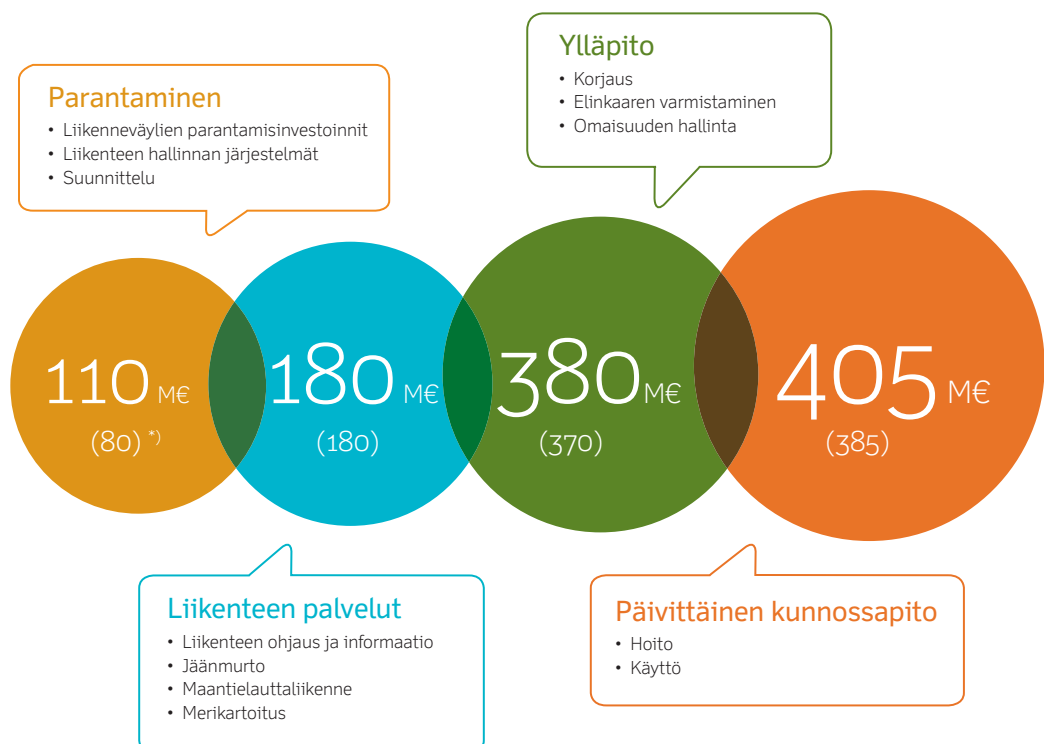 Parantaminen
• Liikenneväylien parantamisinvestoinnit
• Liikenteen hallinnan järjestelmät
• Suunnittelu
Ylläpito
• Korjaus
• Elinkaaren varmistaminen
• Omaisuuden hallinta
110 M€
(80) *)
180 M€
(180)
380 M€
(370)
405 M€
(385)
Liikenteen palvelut
• Liikenteen ohjaus ja informaatio
• Jäänmurto
• Maantielauttaliikenne
• Merikartoitus
Päivittäinen kunnossapito
• Hoito
• Käyttö